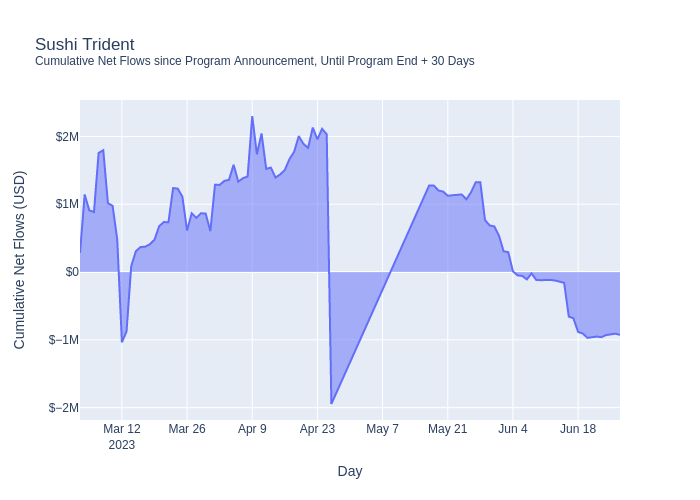 Sushi Trident
Cumulative Net Flows since Program Announcement, Until Program End + 30 Days
Cumulative Net Flows (USD)
$2M
$1M
$0
$−1M
$−2M
Mar 12 Mar 26 Apr 9 Apr 23 May 7 May 21 Jun 4 Jun 18
2023
Day